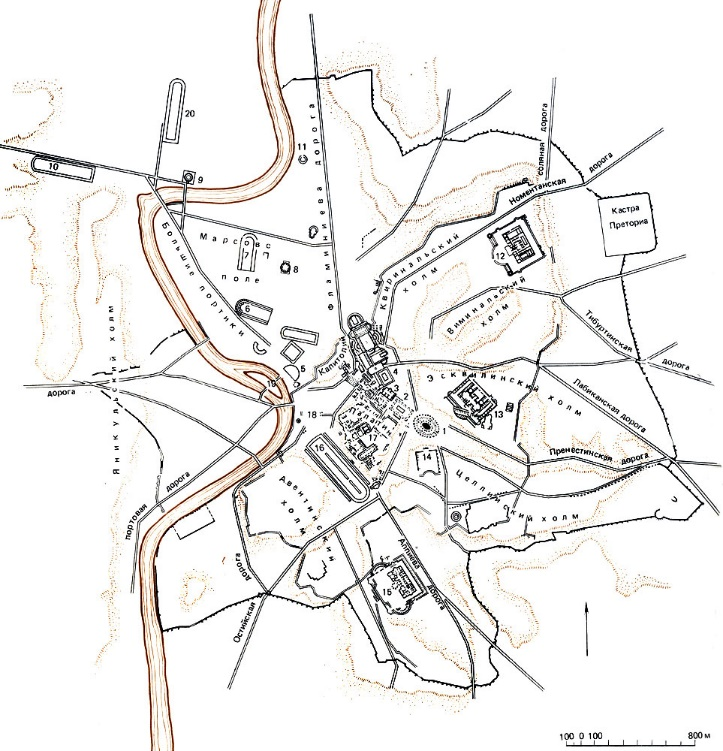 20
10
9
11
Фламиниева дорога
соляная дорога
Номентанская дорога
Кастра
Претория
Марсово
поле
7
8
Большие портики
6
Квиринальский
холм
12
Виминальский
холм
Тибуртинская дорога
Яникульский холм
дорога
5
Капитолий
4
3
2
Эсквилинский холм
13
Лабиканская дорога
19
18
Палатин
17
1
16
14
Пренестинская дорога
Целлийский холм
Авентинский
холм
портовая дорога
Остийская дорога
Аппиева дорога
15
100 0 100 800 м